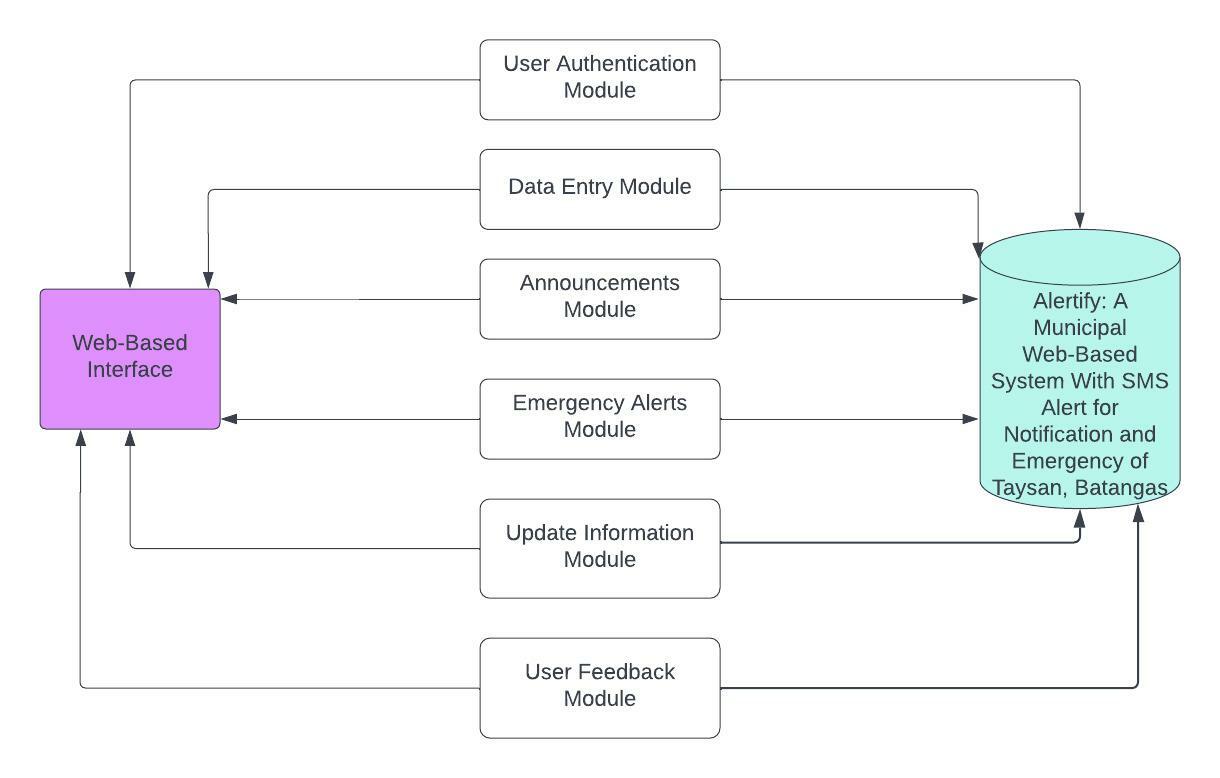 User Authentication
Module
Data Entry Module
Announcements
Module
Web-Based
Interface
Emergency Alerts
Module
Alertify: A
Municipal
Web-Based
System With SMS
Alert for
Notification and
Emergency of
Taysan, Batangas
Update Information
Module
User Feedback
Module